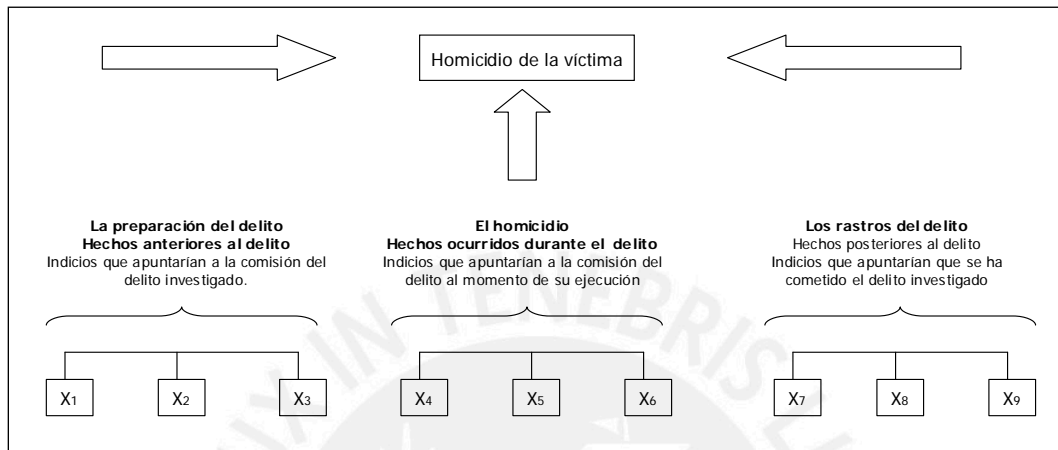 Homicidio de la víctima
La preparación del delito
Hechos anteriores al delito
Indicios que apuntarían a la comisión del
delito investigado.
El homicidio
Hechos ocurridos durante el delito
Indicios que apuntarían a la comisión del
delito al momento de su ejecución
Los rastros del delito
Hechos posteriores al delito
Indicios que apuntarían que se ha
cometido el delito investigado
X1 X2 X3 X4 X5 X6 X7 X8 X9
IN TENEBRIS